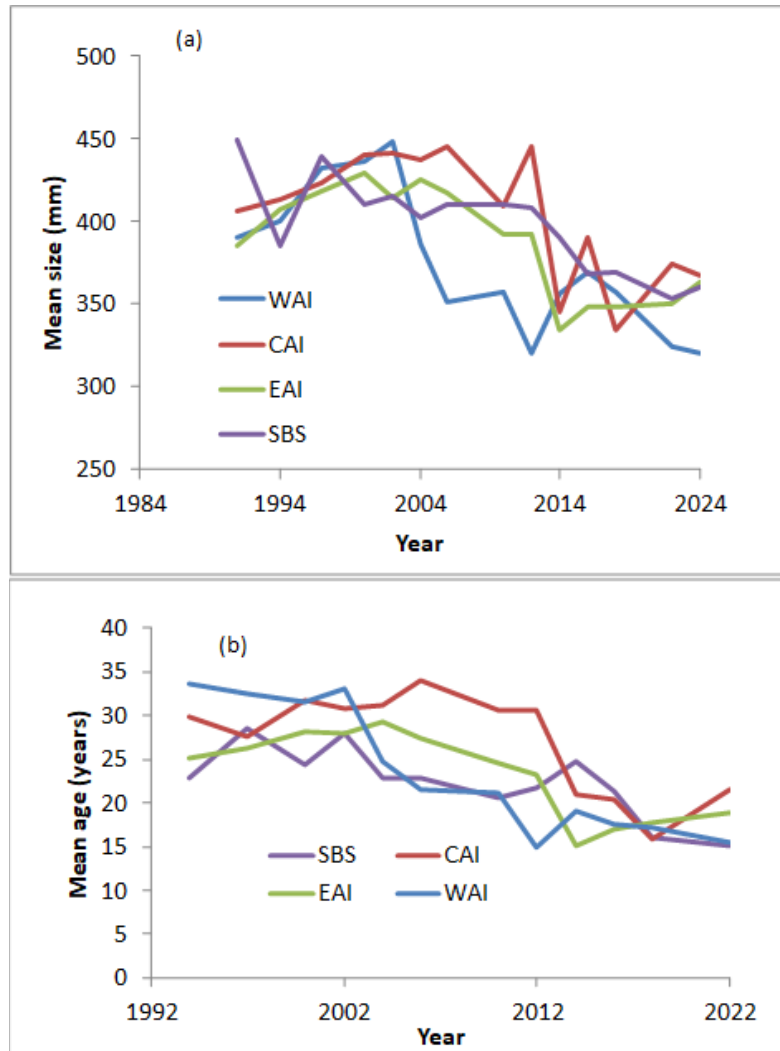 (a)
500
450
400
350
300
250
Mean size (mm)
WAI
CAI
EAI
SBS
1984 1994 2004 2014 2024
Year
(b)
40
35
30
25
20
15
10
5
0
Mean age (years)
SBS CAI
EAI WAI
1992 2002 2012 2022
Year